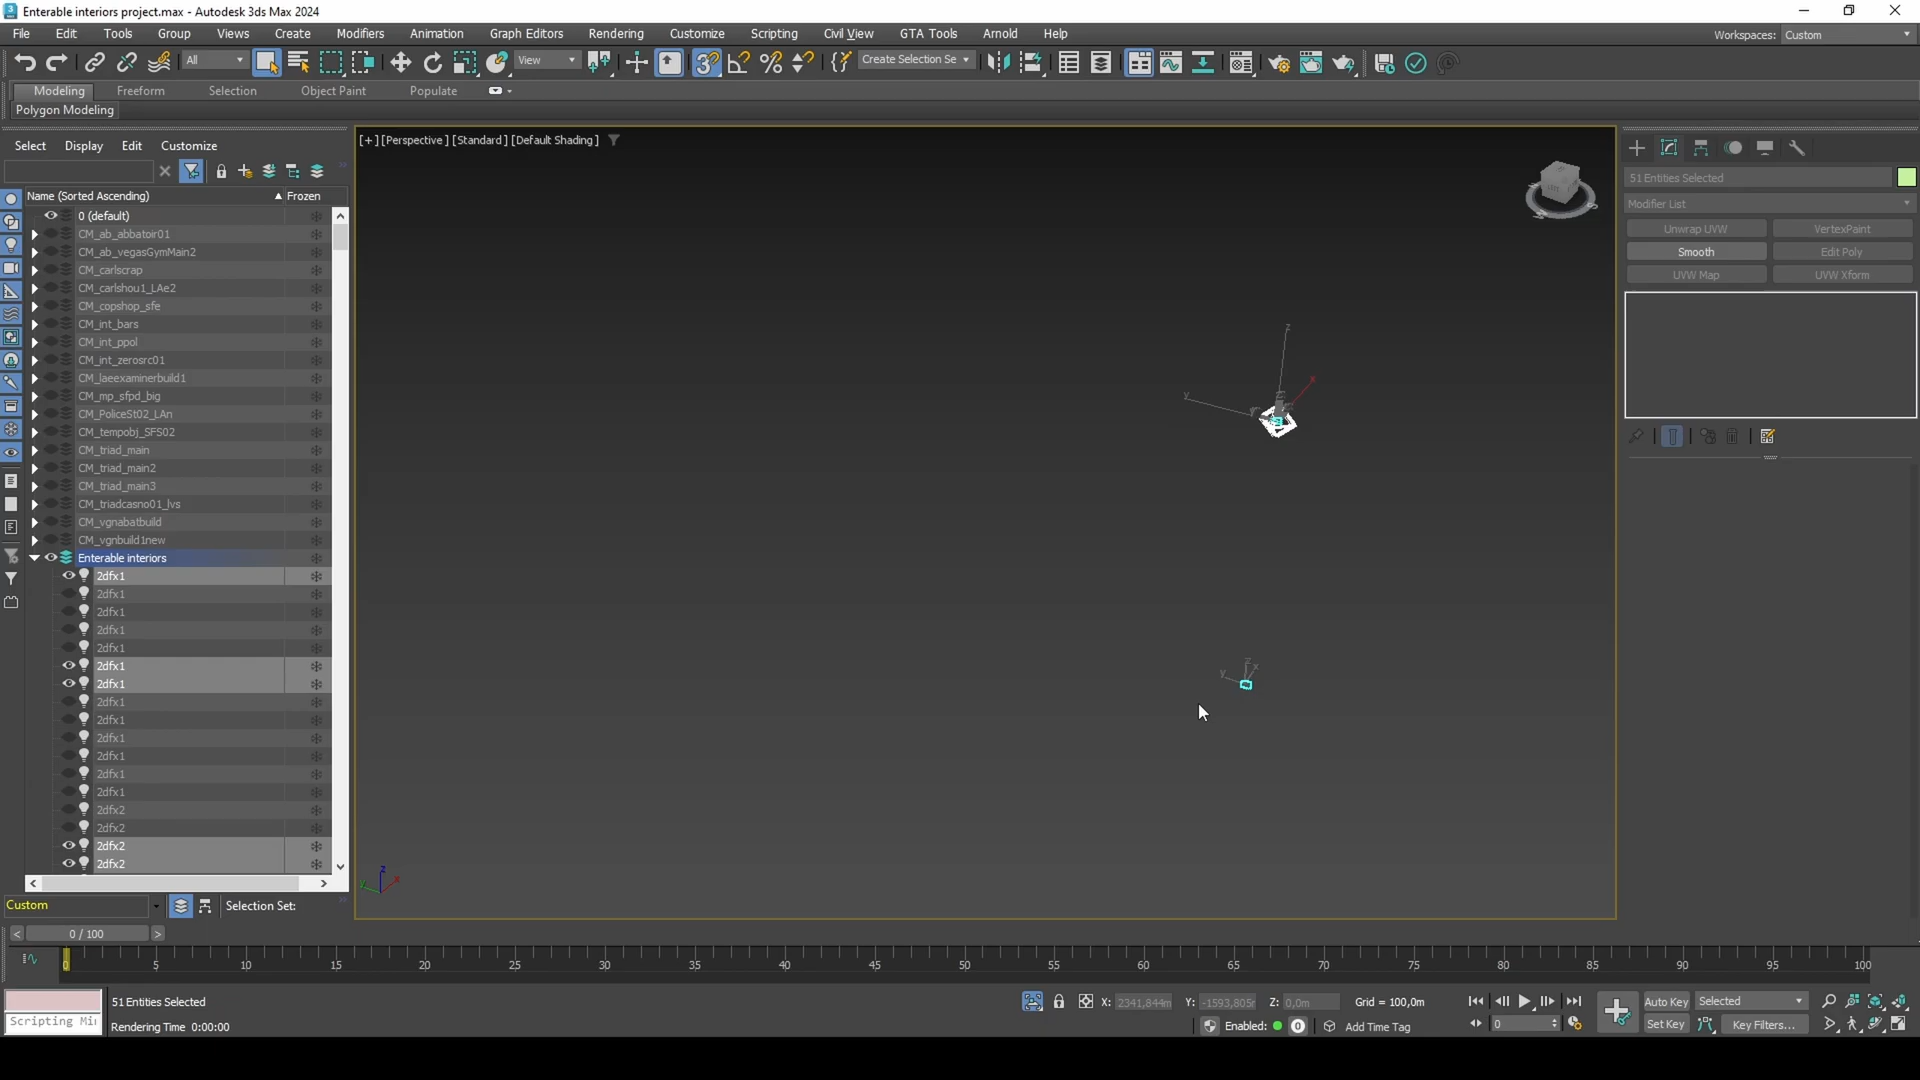 Enterable interiors project.max - Autodesk 3ds Max 2024
File Edit Tools Group Views Create Modifiers Animation Graph Editors Rendering Customize Scripting Civil View GTA Tools Arnold Help
Workspaces: Custom
All View Create Selection Se
Modeling Freeform Selection Object Paint Populate
Polygon Modeling
Select Display Edit Customize
[+] [Perspective] [Standard] [Default Shading]
Name (Sorted Ascending) Frozen
0 (default)
CM_ab_abbatoir01
CM_ab_vegasGymMain2
CM_carlscrap
CM_carlshou1_LAe2
CM_copshop_sfe
CM_int_bars
CM_int_ppol
CM_int_zerosrc01
CM_laeexaminerbuild1
CM_mp_sfpd_big
CM_PoliceSt02_LAn
CM_tempobj_SFS02
CM_triad_main
CM_triad_main2
CM_triad_main3
CM_triadcasno01_lvs
CM_vgnabatbuild
CM_vgnbuild1new
Enterable interiors
2dfx1
2dfx1
2dfx1
2dfx1
2dfx1
2dfx1
2dfx1
2dfx1
2dfx1
2dfx1
2dfx1
2dfx1
2dfx1
2dfx2
2dfx2
2dfx2
2dfx2
Custom Selection Set:
z
x
y
z
x
y
z
x
y
51 Entities Selected
Modifier List
Unwrap UVW VertexPaint
Smooth Edit Poly
UVW Map UVW Xform
< 0 / 100 >
0 5 10 15 20 25 30 35 40 45 50 55 60 65 70 75 80 85 90 95 100
51 Entities Selected
X: 2341,844m Y: -1593,805r Z: 0,0m Grid = 100,0m
Auto Key Selected
Scripting Mi
Rendering Time 0:00:00
Enabled: 0 Add Time Tag
0
Set Key Key Filters...